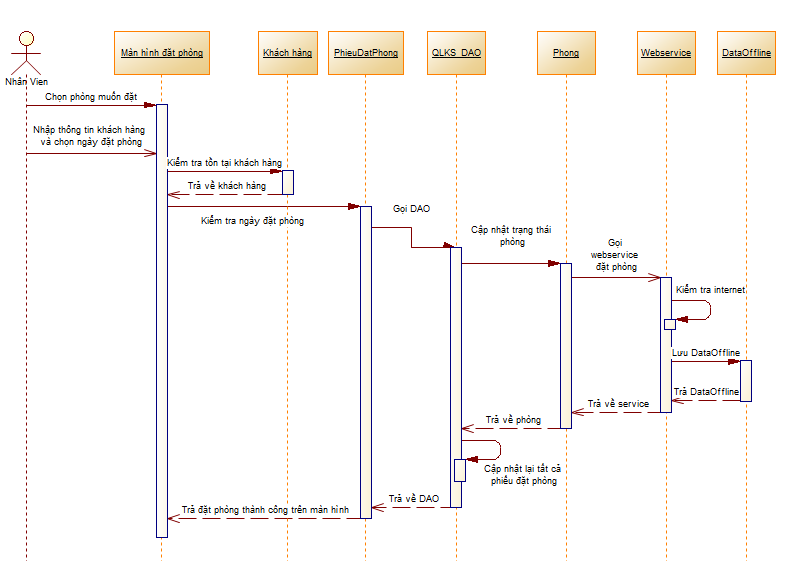 Màn hình đặt phòng
Khách hàng
PhieuDatPhong
QLKS_DAO
Phong
Webservice
DataOffline
Nhân Vien
Chọn phòng muốn đặt
Nhập thông tin khách hàng
và chọn ngày đặt phòng
Kiểm tra tồn tại khách hàng
Trả về khách hàng
Kiểm tra ngày đặt phòng
Gọi DAO
Cập nhật trạng thái
phòng
Gọi
webservice
đặt phòng
Kiểm tra internet
Lưu DataOffline
Trả DataOffline
Trả về service
Trả về phòng
Cập nhật lại tất cả
phiếu đặt phòng
Trả về DAO
Trả đặt phòng thành công trên màn hình